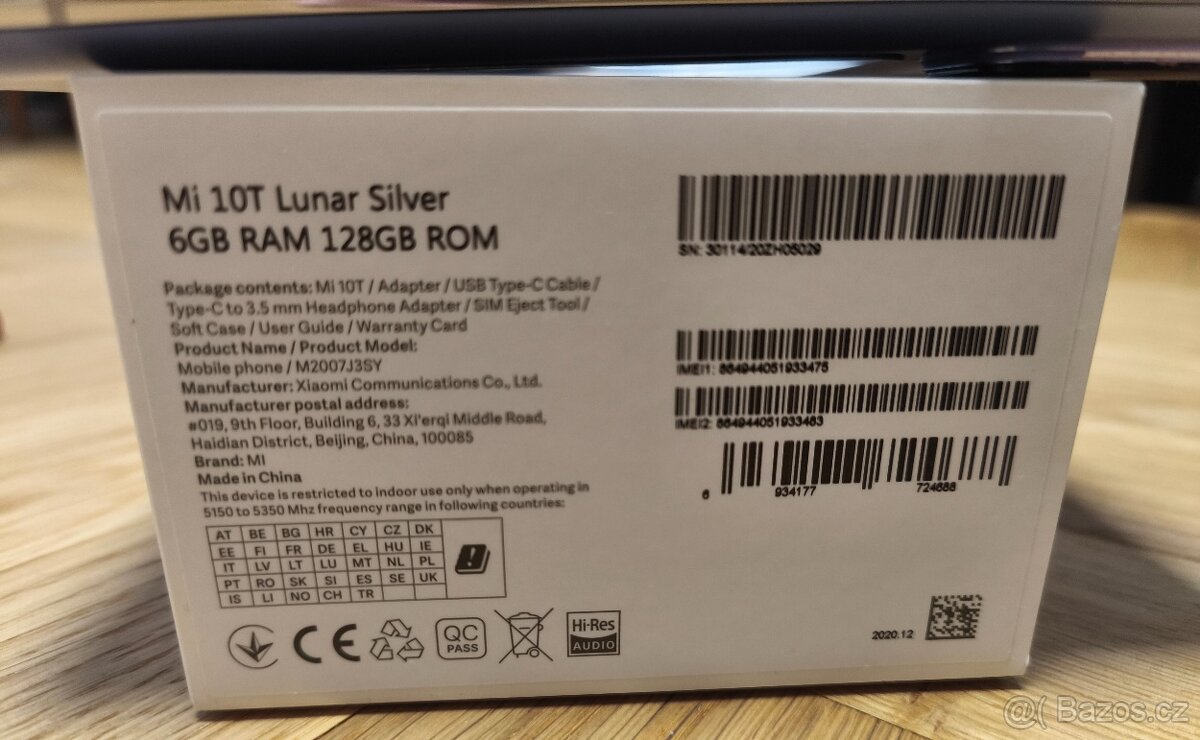 Mi 10T Lunar Silver
6GB RAM 128GB ROM
Package contents: Mi 10T / Adapter / USB Type-C Cable /
Type-C to 3.5 mm Headphone Adapter / SIM Eject Tool /
Soft Case / User Guide / Warranty Card
Product Name / Product Model:
Mobile phone / M2007J3SY
Manufacturer: Xiaomi Communications Co., Ltd.
Manufacturer postal address:
#019, 9th Floor, Building 6, 33 Xi'erqi Middle Road,
Haidian District, Beijing, China, 100085
Brand: MI
Made in China
This device is restricted to indoor use only when operating in
5150 to 5350 Mhz frequency range in following countries:
AT BE BG HR CY CZ DK
EE FI FR DE EL HU IE
IT LV LT LU MT NL PL
PT RO SK SI ES SE UK
IS LI NO CH TR
CE
QC
PASS
Hi-Res
AUDIO
SN: 30114/20ZH05029
IMEI1: 864944051933475
IMEI2: 864944051933483
6 934177 724688
2020.12
@( Bazos.cz